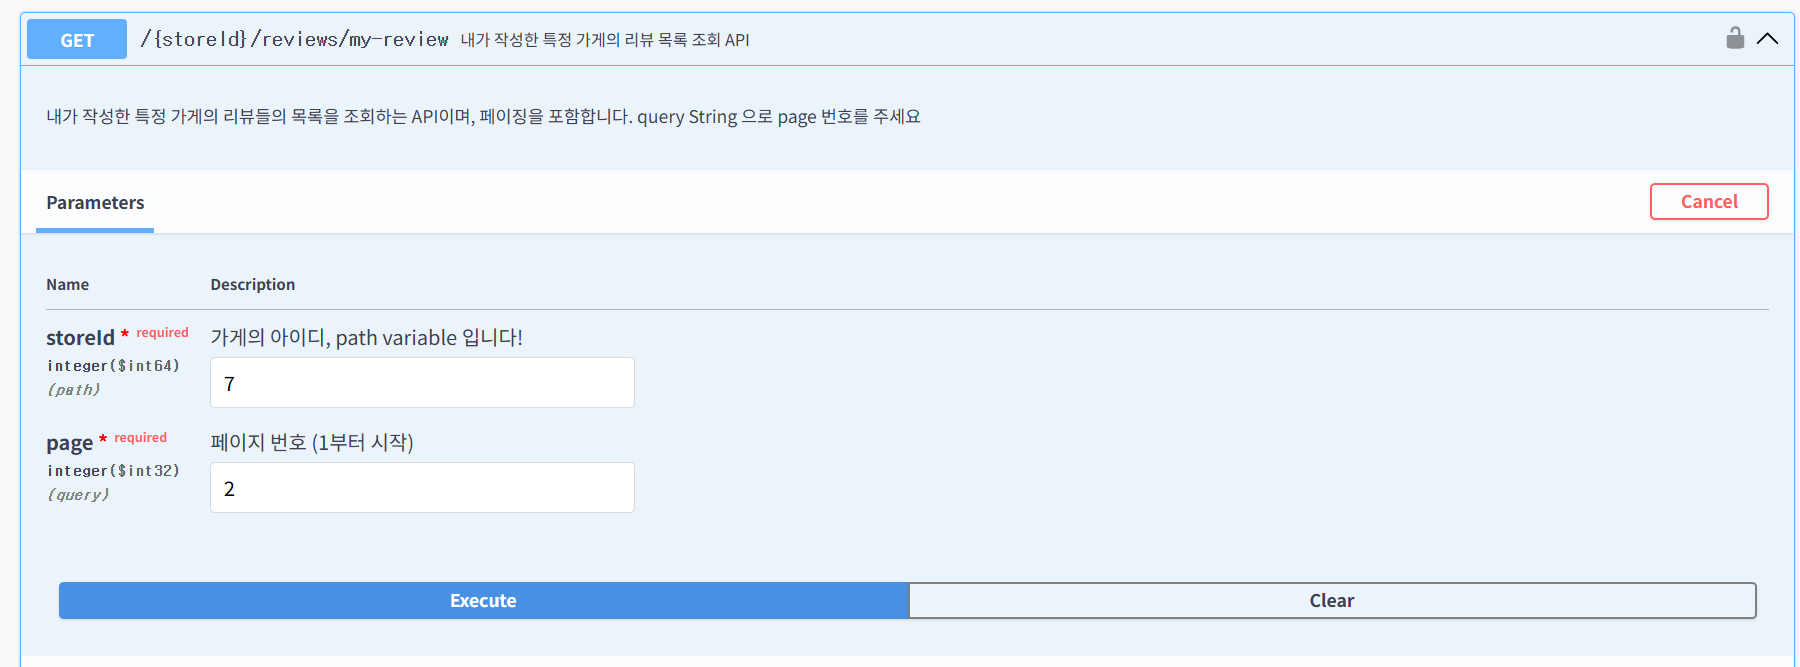 GET /{storeId}/reviews/my-review 내가 작성한 특정 가게의 리뷰 목록 조회 API
내가 작성한 특정 가게의 리뷰들의 목록을 조회하는 API이며, 페이징을 포함합니다. query String 으로 page 번호를 주세요
Parameters
Cancel
Name Description
storeId * required 가게의 아이디, path variable 입니다!
integer($int64)
(path)
7
page * required 페이지 번호 (1부터 시작)
integer($int32)
(query)
2
Execute Clear